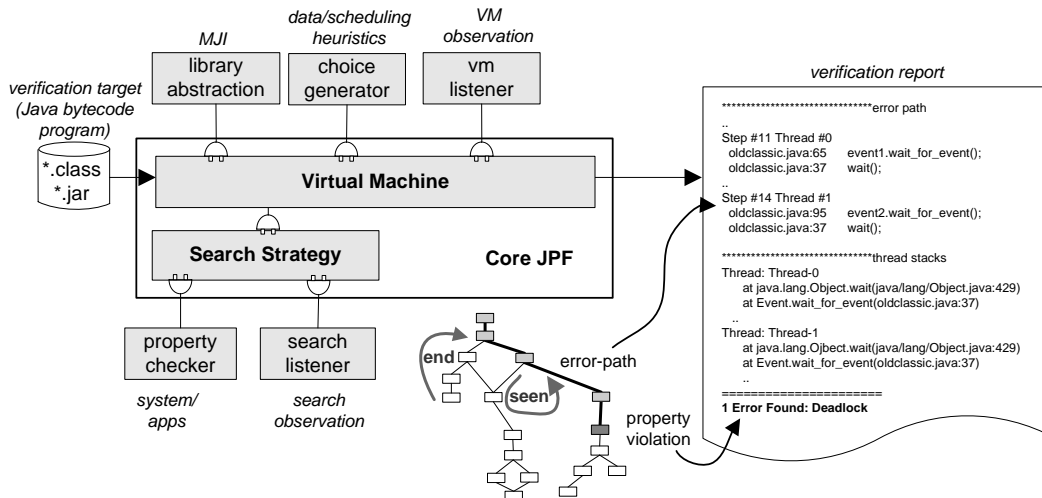 MJI
library
abstraction
data/scheduling
heuristics
choice
generator
VM
observation
vm
listener
verification target
(Java bytecode
program)
*.class
*.jar
Virtual Machine
Search Strategy
Core JPF
property
checker
system/
apps
search
listener
search
observation
end
seen
error-path
property
violation
verification report
*******************************error path
..
Step #11 Thread #0
oldclassic.java:65 event1.wait_for_event();
oldclassic.java:37 wait();
..
Step #14 Thread #1
oldclassic.java:95 event2.wait_for_event();
oldclassic.java:37 wait();
*******************************thread stacks
Thread: Thread-0
at java.lang.Object.wait(java/lang/Object.java:429)
at Event.wait_for_event(oldclassic.java:37)
..
Thread: Thread-1
at java.lang.Ojbect.wait(java/lang/Object.java:429)
at Event.wait_for_event(oldclassic.java:37)
..
=======================
1 Error Found: Deadlock